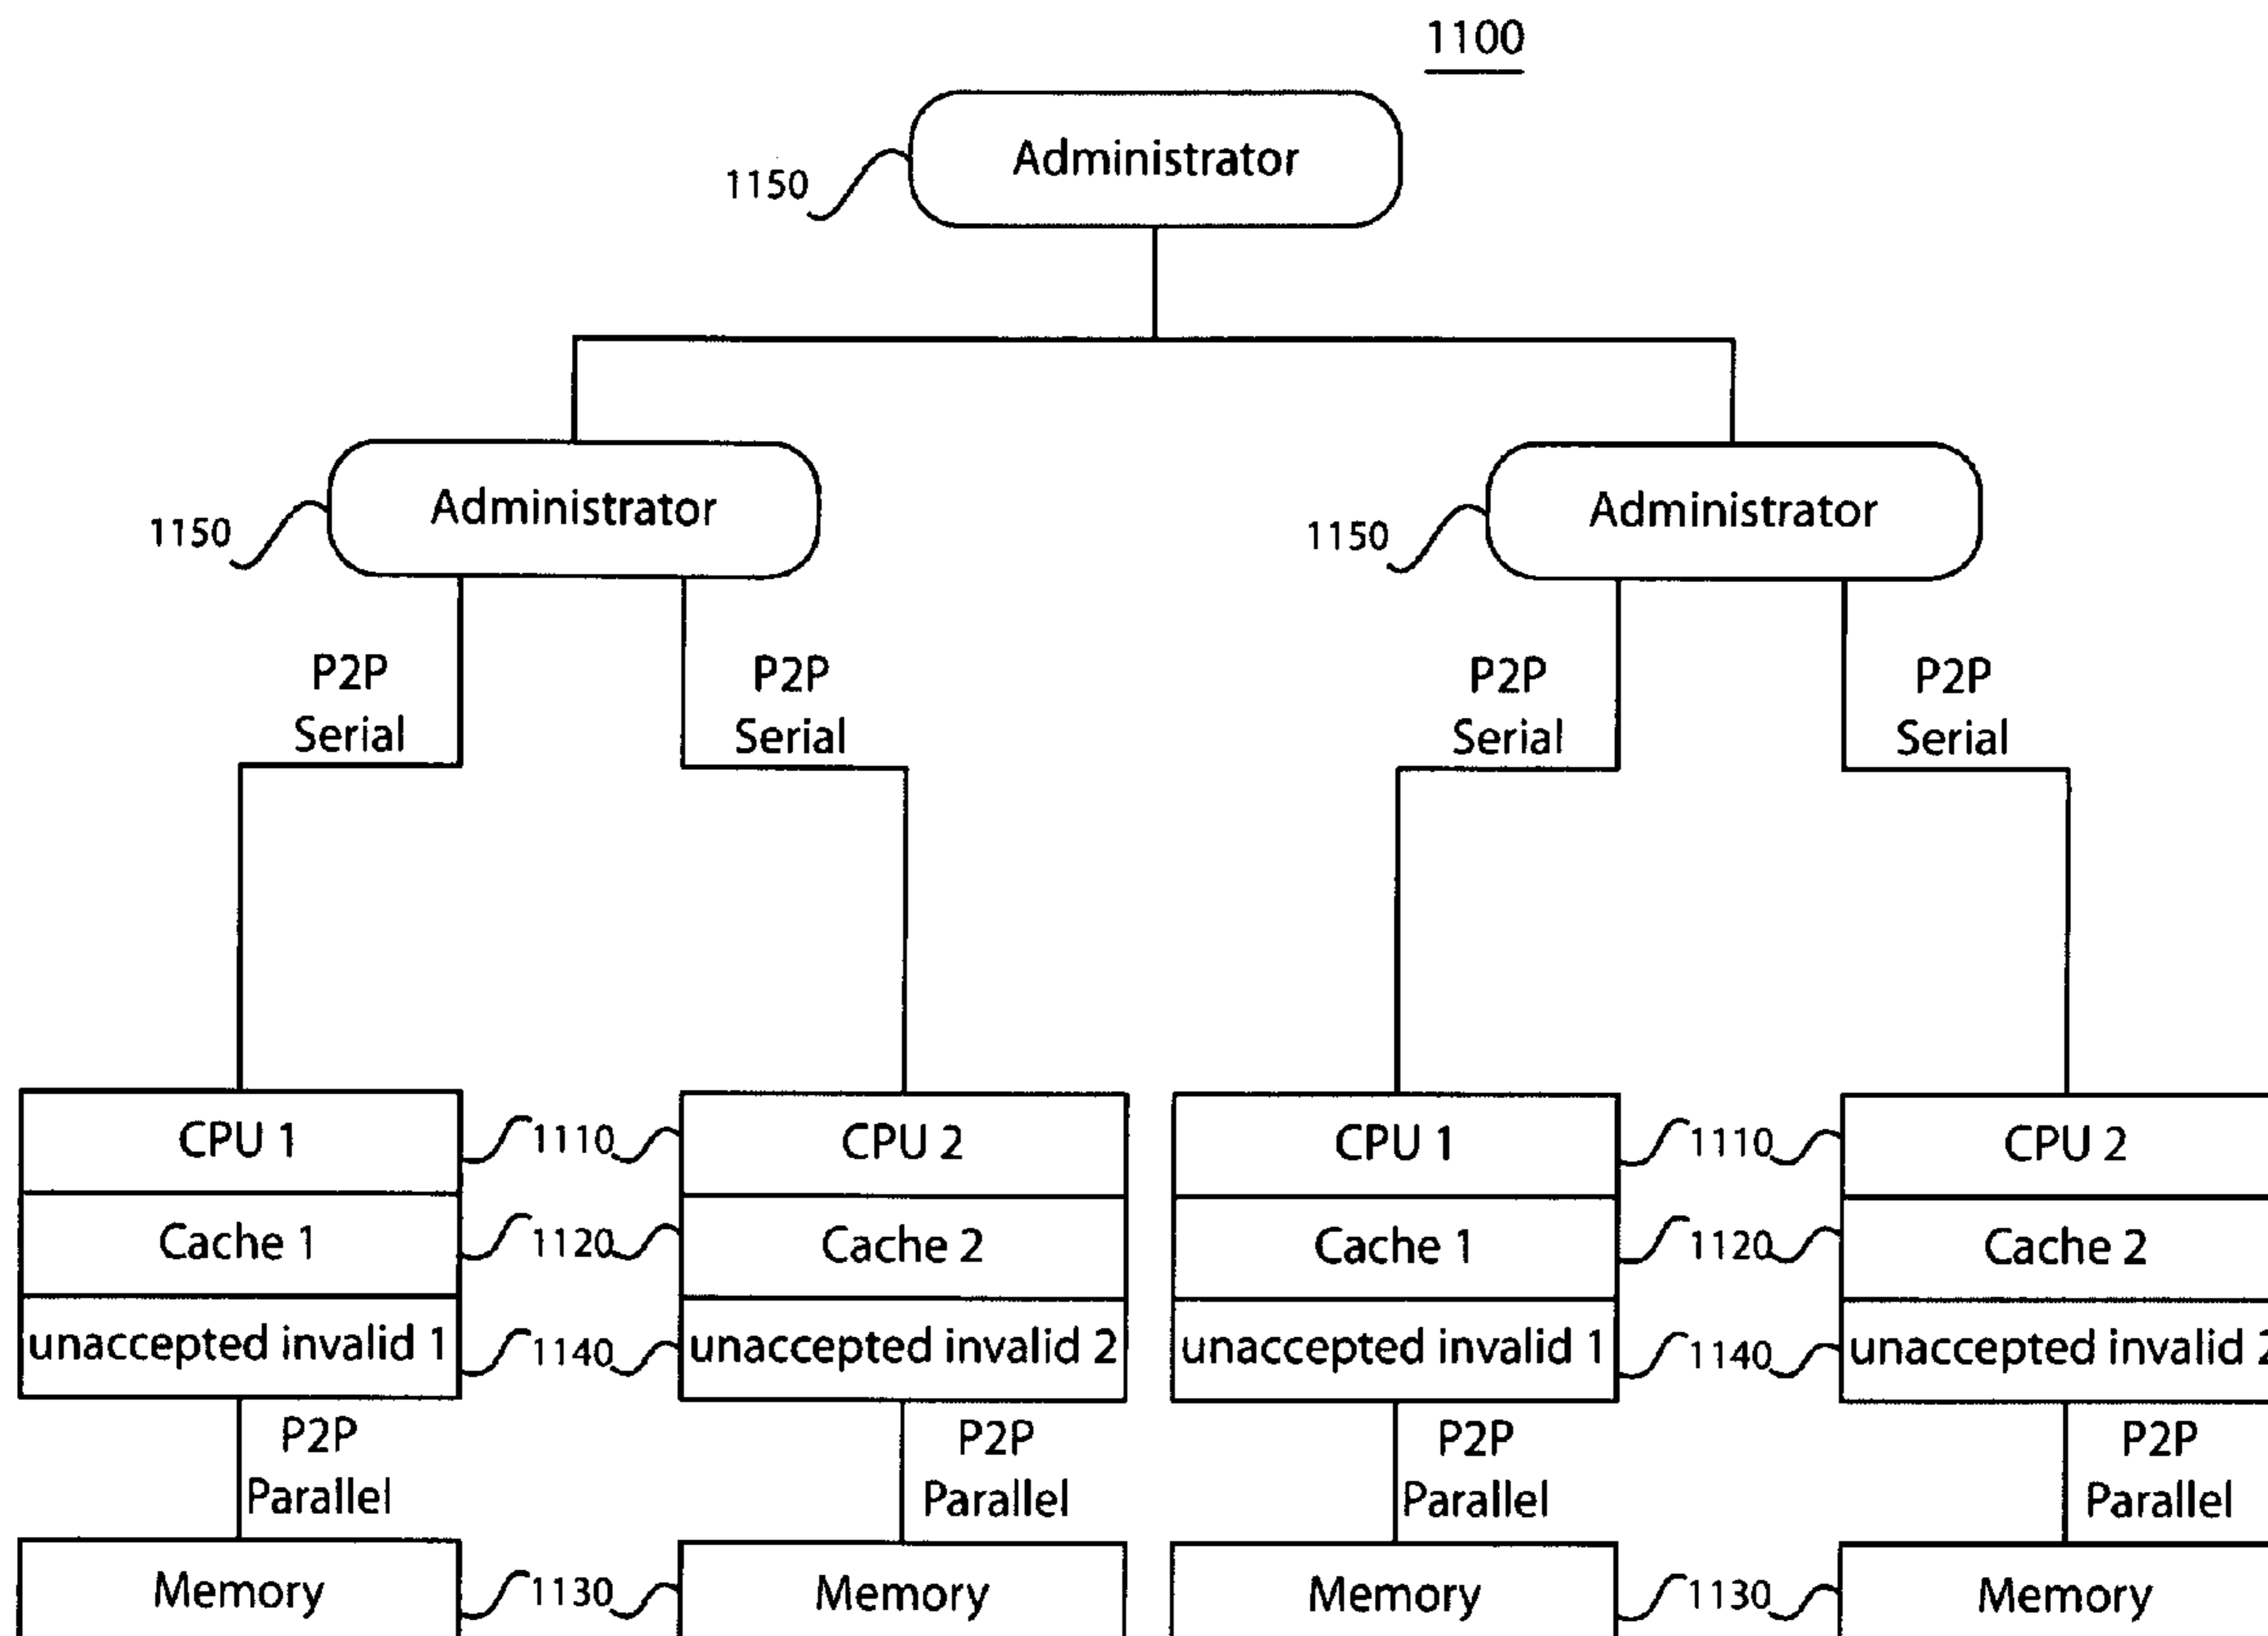 1100
Administrator
1150
Administrator
1150
Administrator
1150
P2P
Serial
P2P
Serial
P2P
Serial
P2P
Serial
CPU 1
1110
CPU 2
CPU 1
1110
CPU 2
Cache 1
1120
Cache 2
Cache 1
1120
Cache 2
unaccepted invalid 1
1140
unaccepted invalid 2
unaccepted invalid 1
1140
unaccepted invalid 2
P2P
Parallel
P2P
Parallel
P2P
Parallel
P2P
Parallel
Memory
1130
Memory
Memory
1130
Memory